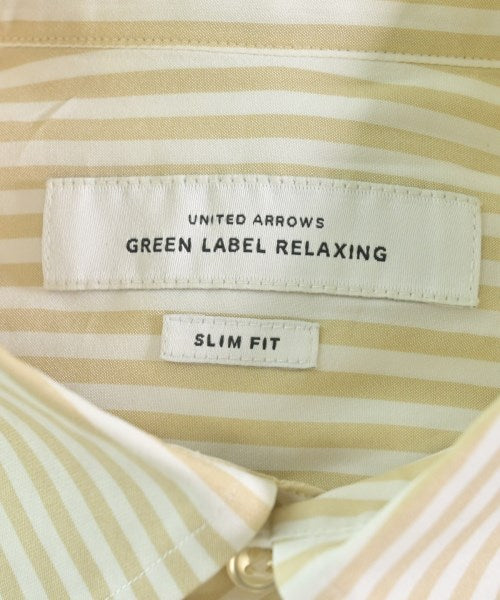 UNITED ARROWS
GREEN LABEL RELAXING
SLIM FIT